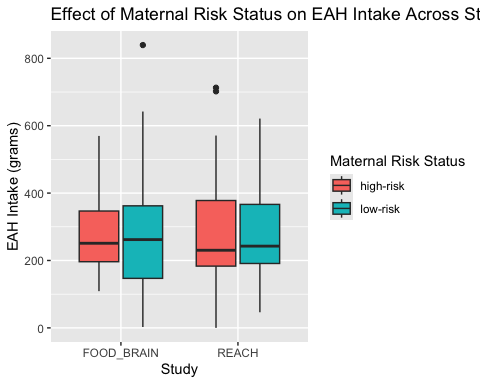 Effect of Maternal Risk Status on EAH Intake Across St
800
600
400
200
0
EAH Intake (grams)
FOOD_BRAIN
REACH
Study
Maternal Risk Status
high-risk
low-risk